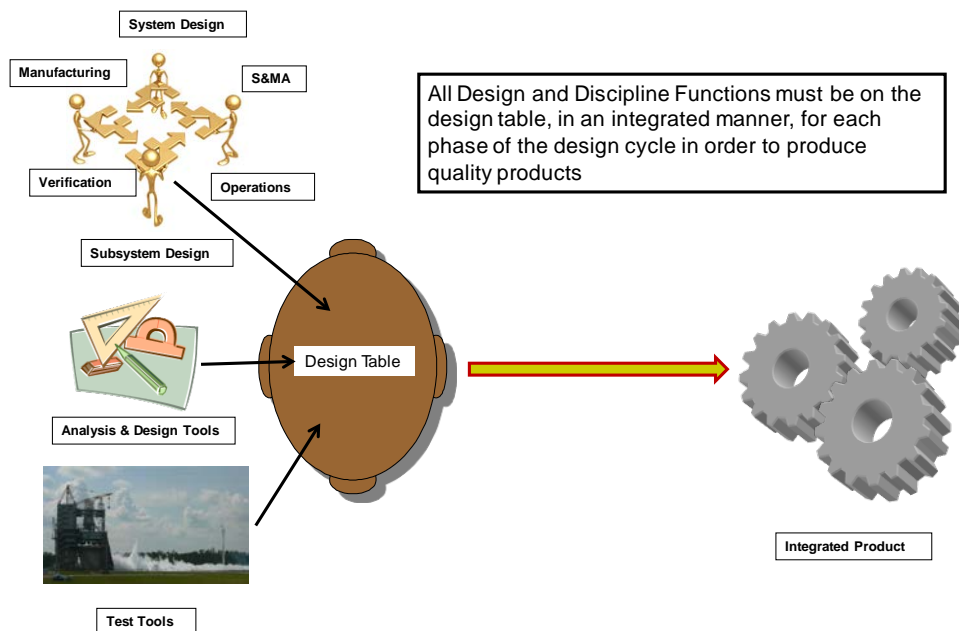 System Design
Manufacturing
S&MA
All Design and Discipline Functions must be on the
design table, in an integrated manner, for each
phase of the design cycle in order to produce
quality products
Verification
Operations
Subsystem Design
Design Table
Analysis & Design Tools
Integrated Product
Test Tools